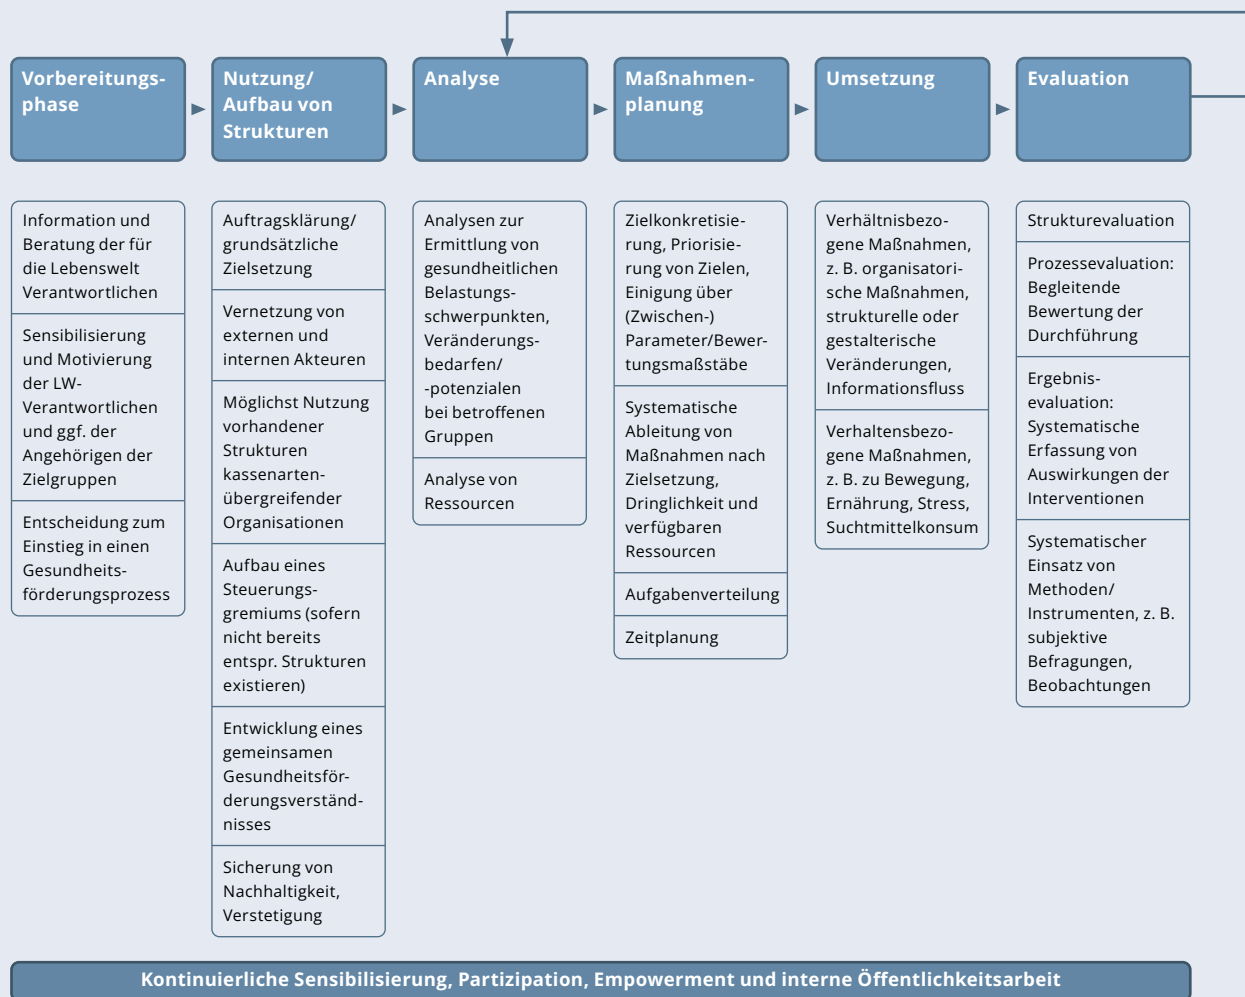 Vorbereitungs-
phase
Nutzung/
Aufbau von
Strukturen
Analyse
Maßnahmen-
planung
Umsetzung
Evaluation
Information und
Beratung der für
die Lebenswelt
Verantwortlichen
Sensibilisierung
und Motivierung
der LW-
Verantwortlichen
und ggf. der
Angehörigen der
Zielgruppen
Entscheidung zum
Einstieg in einen
Gesundheits-
förderungsprozess
Auftragsklärung/
grundsätzliche
Zielsetzung
Vernetzung von
externen und
internen Akteuren
Möglichst Nutzung
vorhandener
Strukturen
kassenarten-
übergreifender
Organisationen
Aufbau eines
Steuerungs-
gremiums (sofern
nicht bereits
entspr. Strukturen
existieren)
Entwicklung eines
gemeinsamen
Gesundheitsför-
derungsverständ-
nisses
Sicherung von
Nachhaltigkeit,
Verstetigung
Analysen zur
Ermittlung von
gesundheitlichen
Belastungs-
schwerpunkten,
Veränderungs-
bedarfen/
-potenzialen
bei betroffenen
Gruppen
Analyse von
Ressourcen
Zielkonkretisie-
rung, Priorisie-
rung von Zielen,
Einigung über
(Zwischen-)
Parameter/Bewer-
tungsmaßstäbe
Systematische
Ableitung von
Maßnahmen nach
Zielsetzung,
Dringlichkeit und
verfügbaren
Ressourcen
Aufgabenverteilung
Zeitplanung
Verhältnisbezo-
gene Maßnahmen,
z. B. organisatori-
sche Maßnahmen,
strukturelle oder
gestalterische
Veränderungen,
Informationsfluss
Verhaltensbezo-
gene Maßnahmen,
z. B. zu Bewegung,
Ernährung, Stress,
Suchtmittelkonsum
Strukturevaluation
Prozessevaluation:
Begleitende
Bewertung der
Durchführung
Ergebnis-
evaluation:
Systematische
Erfassung von
Auswirkungen der
Interventionen
Systematischer
Einsatz von
Methoden/
Instrumenten, z. B.
subjektive
Befragungen,
Beobachtungen
Kontinuierliche Sensibilisierung, Partizipation, Empowerment und interne Öffentlichkeitsarbeit